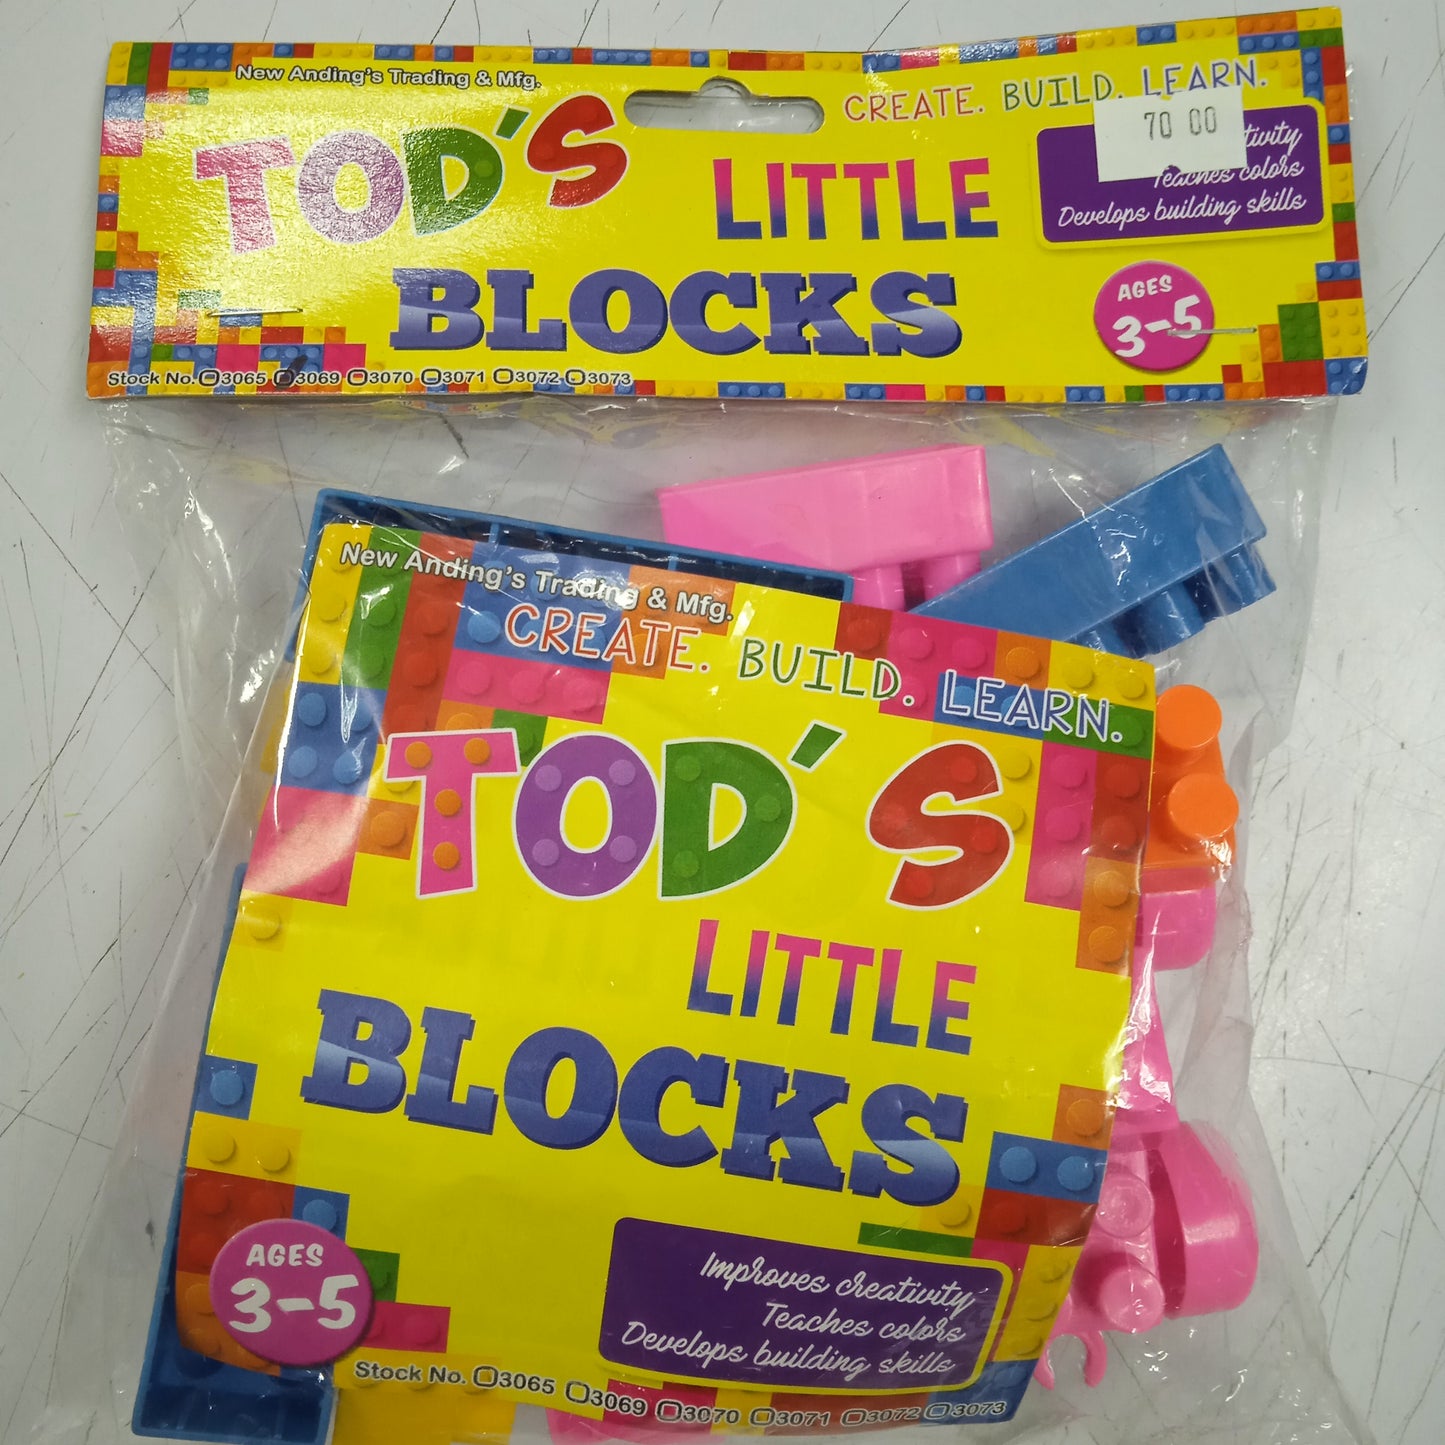 New Anding's Trading & Mfg.
CREATE. BUILD. LEARN.
70 00
TOD'S
LITTLE
BLOCKS
Teaches colors
Develops building skills
AGES
3-5
Stock No. 3065 3069 3070 3071 3072 3073
New Anding's Trading & Mfg.
CREATE. BUILD. LEARN.
TOD'S
LITTLE
BLOCKS
Improves creativity
Teaches colors
Develops building skills
AGES
3-5
Stock No. 3065 3069 3070 3071 3072 3073